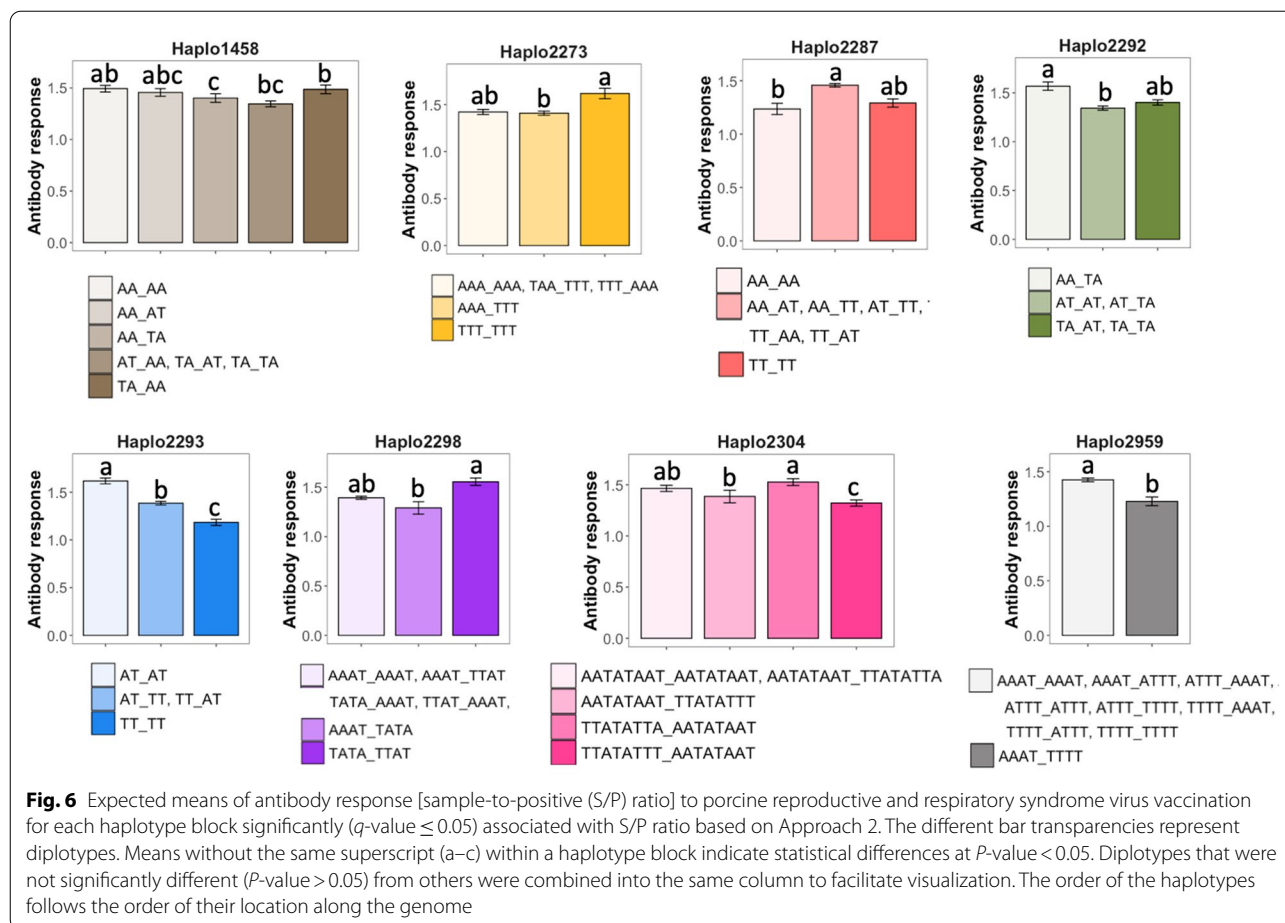 Haplo1458
Antibody response
1.5
1.0
0.5
0.0
ab
abc
c
bc
b
AA_AA
AA_AT
AA_TA
AT_AA, TA_AT, TA_TA
TA_AA
Haplo2273
Antibody response
1.5
1.0
0.5
0.0
ab
b
a
AAA_AAA, TAA_TTT, TTT_AAA
AAA_TTT
TTT_TTT
Haplo2287
Antibody response
1.5
1.0
0.5
0.0
b
a
ab
AA_AA
AA_AT, AA_TT, AT_TT,
TT_AA, TT_AT
TT_TT
Haplo2292
Antibody response
1.5
1.0
0.5
0.0
a
b
ab
AA_TA
AT_AT, AT_TA
TA_AT, TA_TA
Haplo2293
Antibody response
1.5
1.0
0.5
0.0
a
b
c
AT_AT
AT_TT, TT_AT
TT_TT
Haplo2298
Antibody response
1.5
1.0
0.5
0.0
ab
b
a
AAAT_AAAT, AAAT_TTAT,
TATA_AAAT, TTAT_AAAT,
AAAT_TATA
TATA_TTAT
Haplo2304
Antibody response
1.5
1.0
0.5
0.0
ab
b
a
c
AATATAAT_AATATAAT, AATATAAT_TTATATTA
AATATAAT_TTATATTT
TTATATTA_AATATAAT
TTATATTT_AATATAAT
Haplo2959
Antibody response
1.5
1.0
0.5
0.0
a
b
AAAT_AAAT, AAAT_ATTT, ATTT_AAAT,
ATTT_ATTT, ATTT_TTTT, TTTT_AAAT,
TTTT_ATTT, TTTT_TTTT
AAAT_TTTT
Fig. 6 Expected means of antibody response [sample-to-positive (S/P) ratio] to porcine reproductive and respiratory syndrome virus vaccination
for each haplotype block significantly (q-value ≤ 0.05) associated with S/P ratio based on Approach 2. The different bar transparencies represent
diplotypes. Means without the same superscript (a–c) within a haplotype block indicate statistical differences at P-value < 0.05. Diplotypes that were
not significantly different (P-value > 0.05) from others were combined into the same column to facilitate visualization. The order of the haplotypes
follows the order of their location along the genome